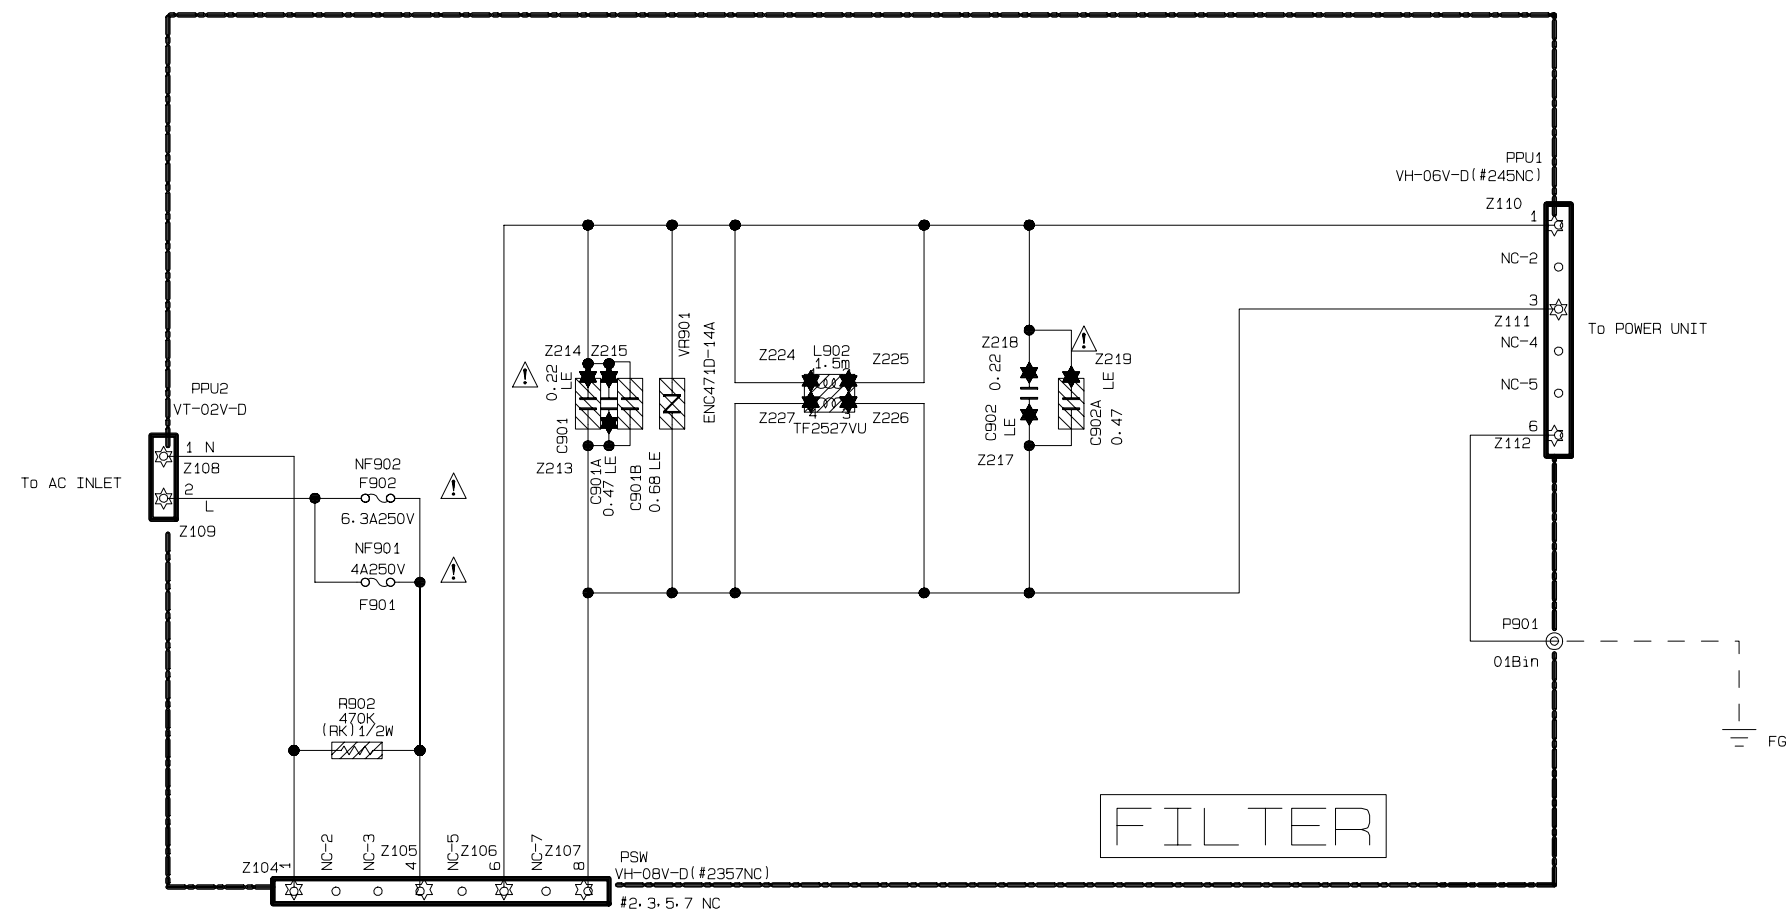 PPU1
VH-06V-D(#245NC)
Z110
1
NC-2
3
Z111
NC-4
NC-5
6
Z112
To POWER UNIT
P901
01Bin
FG
PPU2
VT-02V-D
1 N
Z108
2
L
Z109
To AC INLET
NF902
F902
6.3A250V
NF901
4A250V
F901
R902
470K
(RK)1/2W
Z214
Z215
0.22
LE
C901
Z213
C901A
0.47 LE
C901B
0.68 LE
VR901
ENC471D-14A
Z224
L902
1.5m
Z225
Z227
4
3
Z226
TF2527VU
Z218
0.22
C902
LE
Z217
Z219
LE
C902A
0.47
FILTER
Z104
1
NC-2
NC-3
Z105
4
NC-5
Z106
6
NC-7
Z107
8
PSW
VH-08V-D(#2357NC)
#2.3.5.7 NC